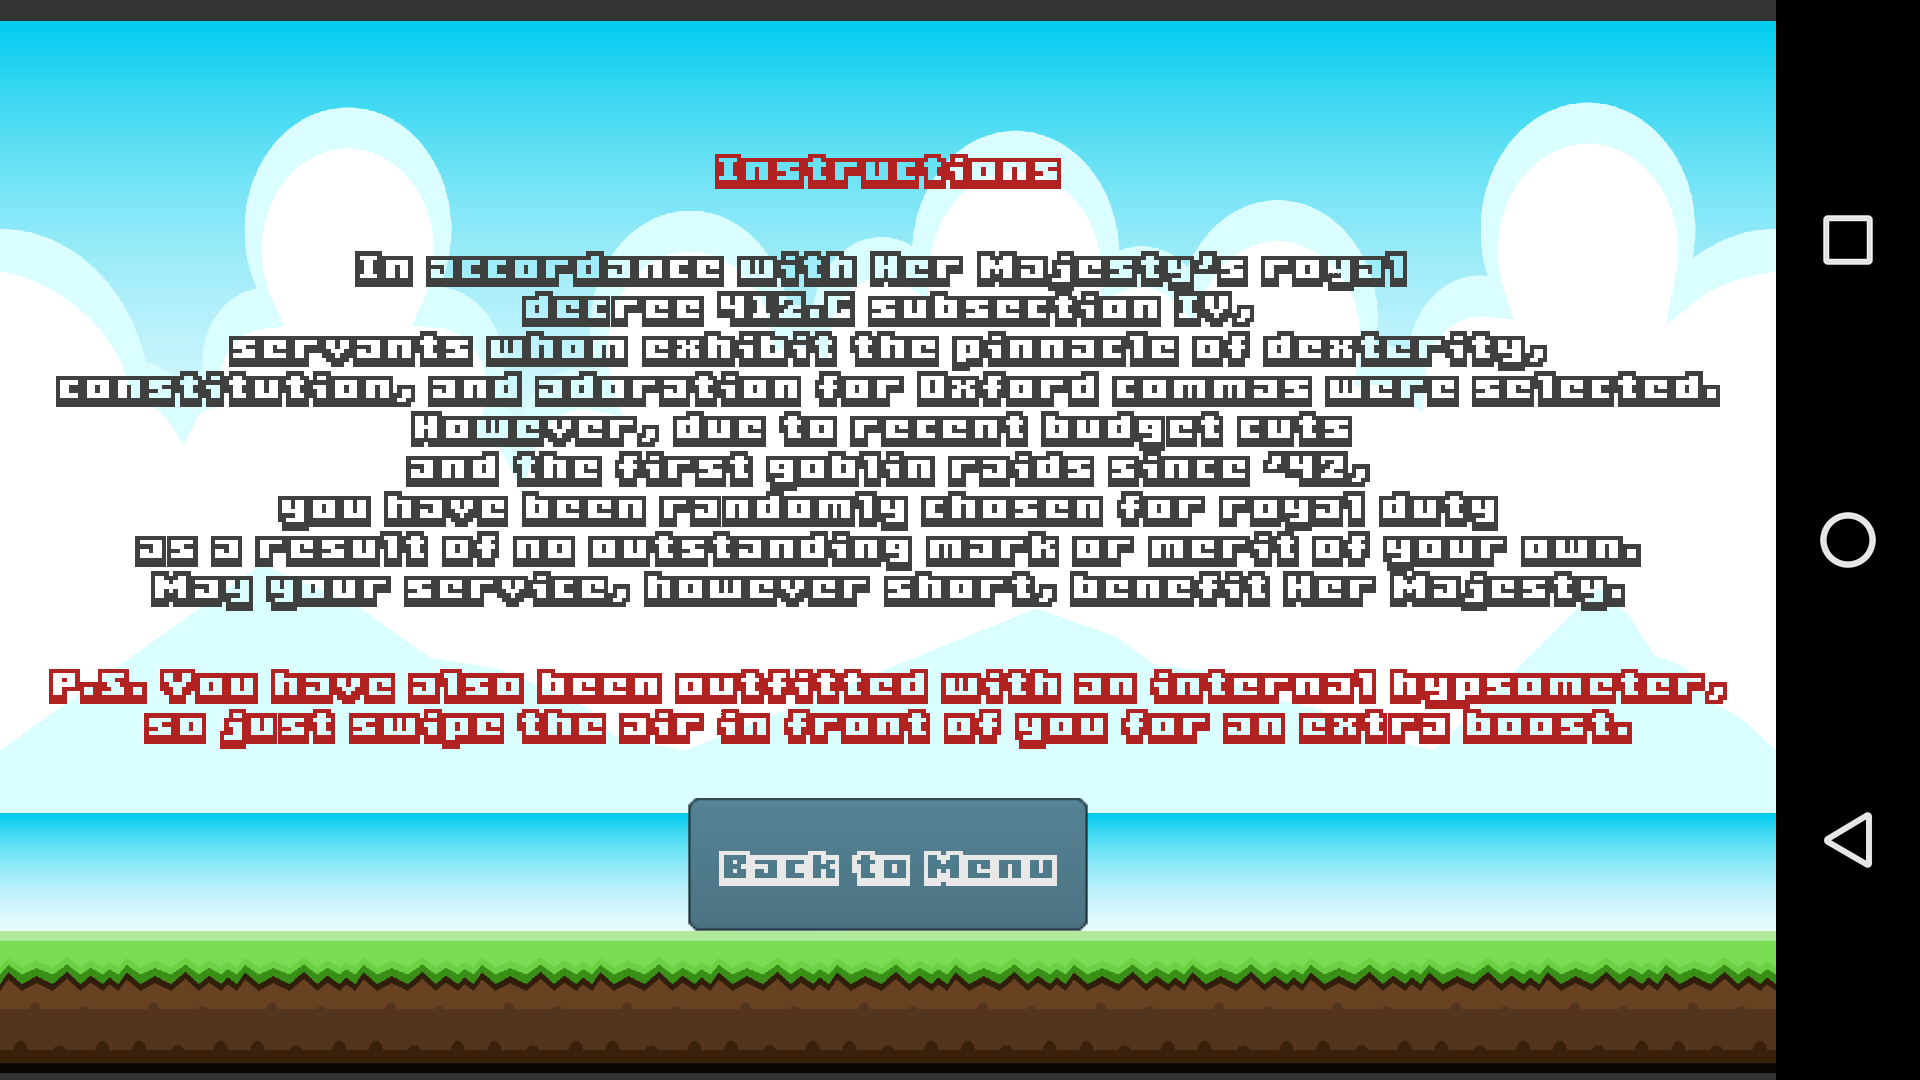 Instructions
In accordance with Her Majesty's royal
decree 412.C subsection IV,
servants whom exhibit the pinnacle of dexterity,
constitution, and adoration for Oxford commas were selected.
However, due to recent budget cuts
and the first goblin raids since '42,
you have been randomly chosen for royal duty
as a result of no outstanding mark or merit of your own.
May your service, however short, benefit Her Majesty.
P.S. You have also been outfitted with an internal hypsometer,
so just swipe the air in front of you for an extra boost.
Back to Menu